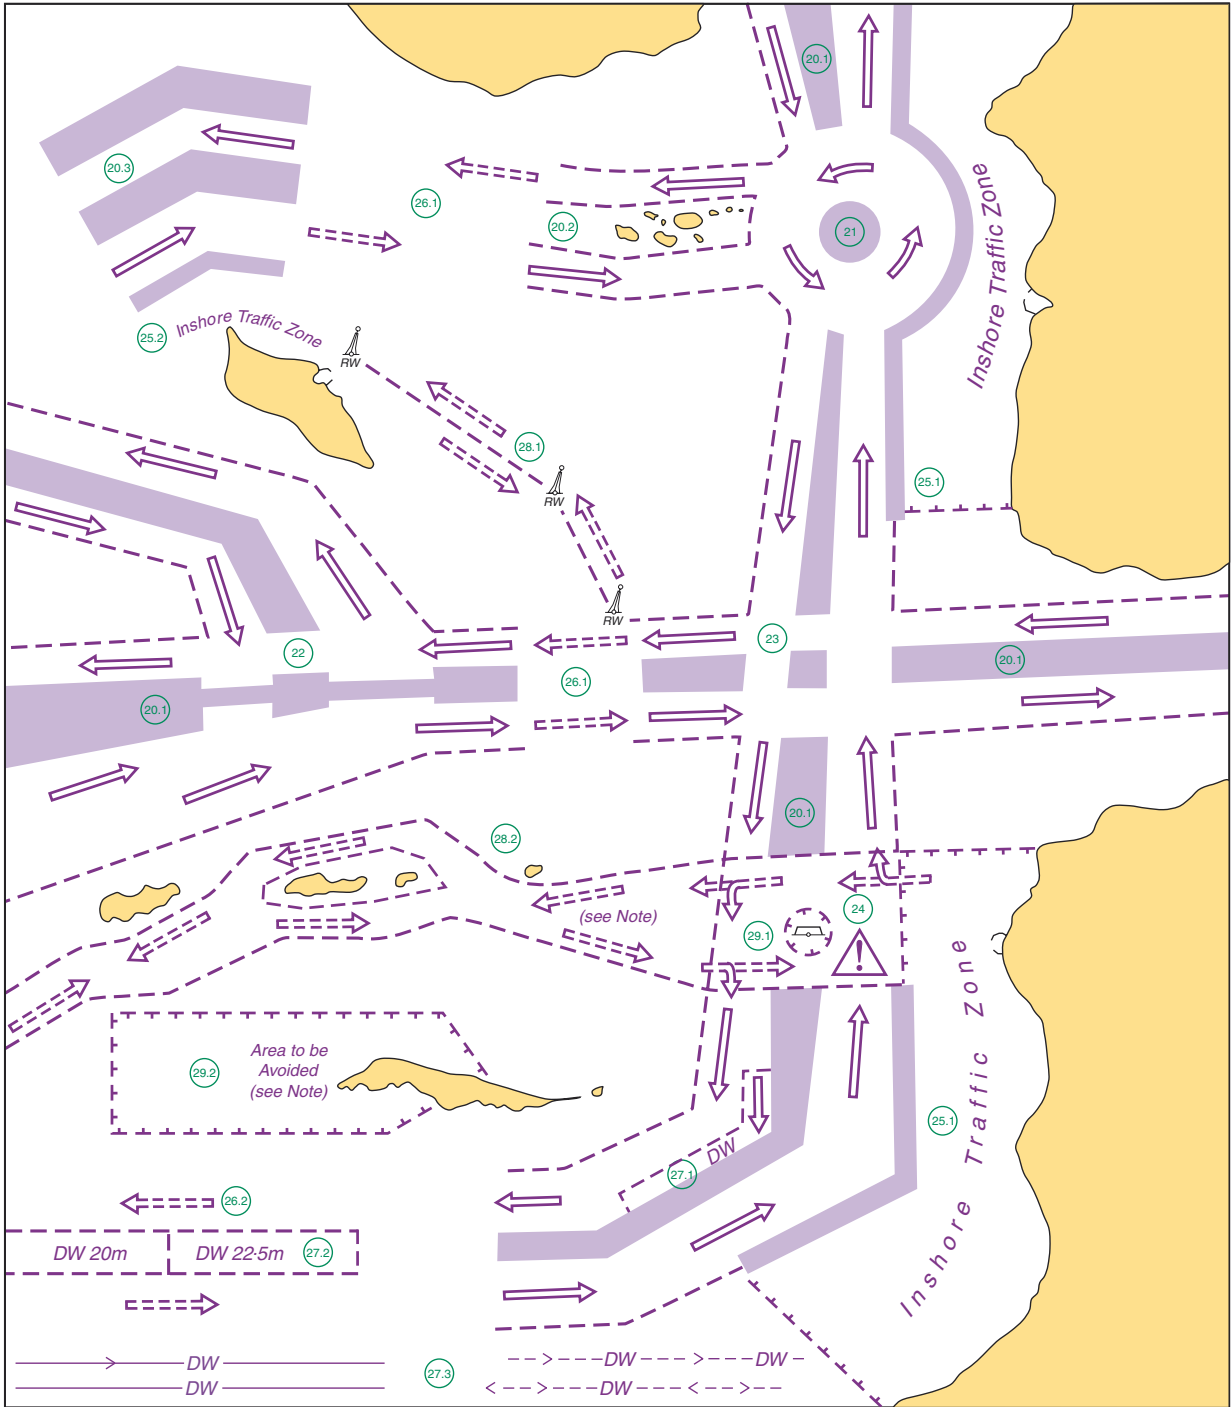 20.1
20.3
26.1
20.2
21
Inshore Traffic Zone
25.2
Inshore Traffic Zone
RW
28.1
RW
25.1
RW
23
22
26.1
20.1
20.1
20.1
28.2
(see Note)
24
29.1
!
Inshore Traffic Zone
29.2
Area to be
Avoided
(see Note)
25.1
DW
27.1
26.2
DW 20m
DW 22·5m
27.2
DW
DW
27.3
DW
DW
DW